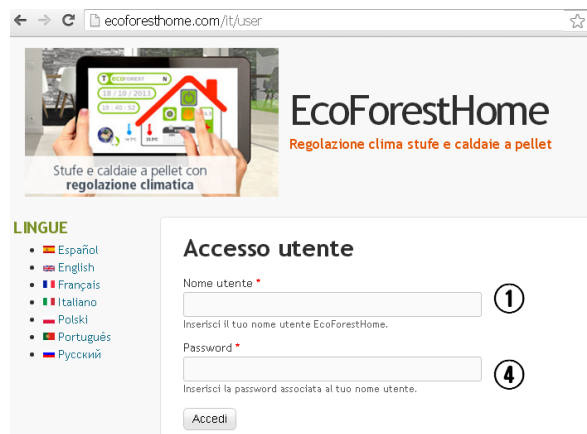 ecoforesthome.com/it/user
ECOFOREST
18 / 10 / 2013
10 : 40 : 52
Stufe e caldaie a pellet con
regolazione climatica
EcoForestHome
Regolazione clima stufe e caldaie a pellet
LINGUE
Español
English
Français
Italiano
Polski
Português
Русский
Accesso utente
Nome utente *
1
Inserisci il tuo nome utente EcoForestHome.
Password *
4
Inserisci la password associata al tuo nome utente.
Accedi